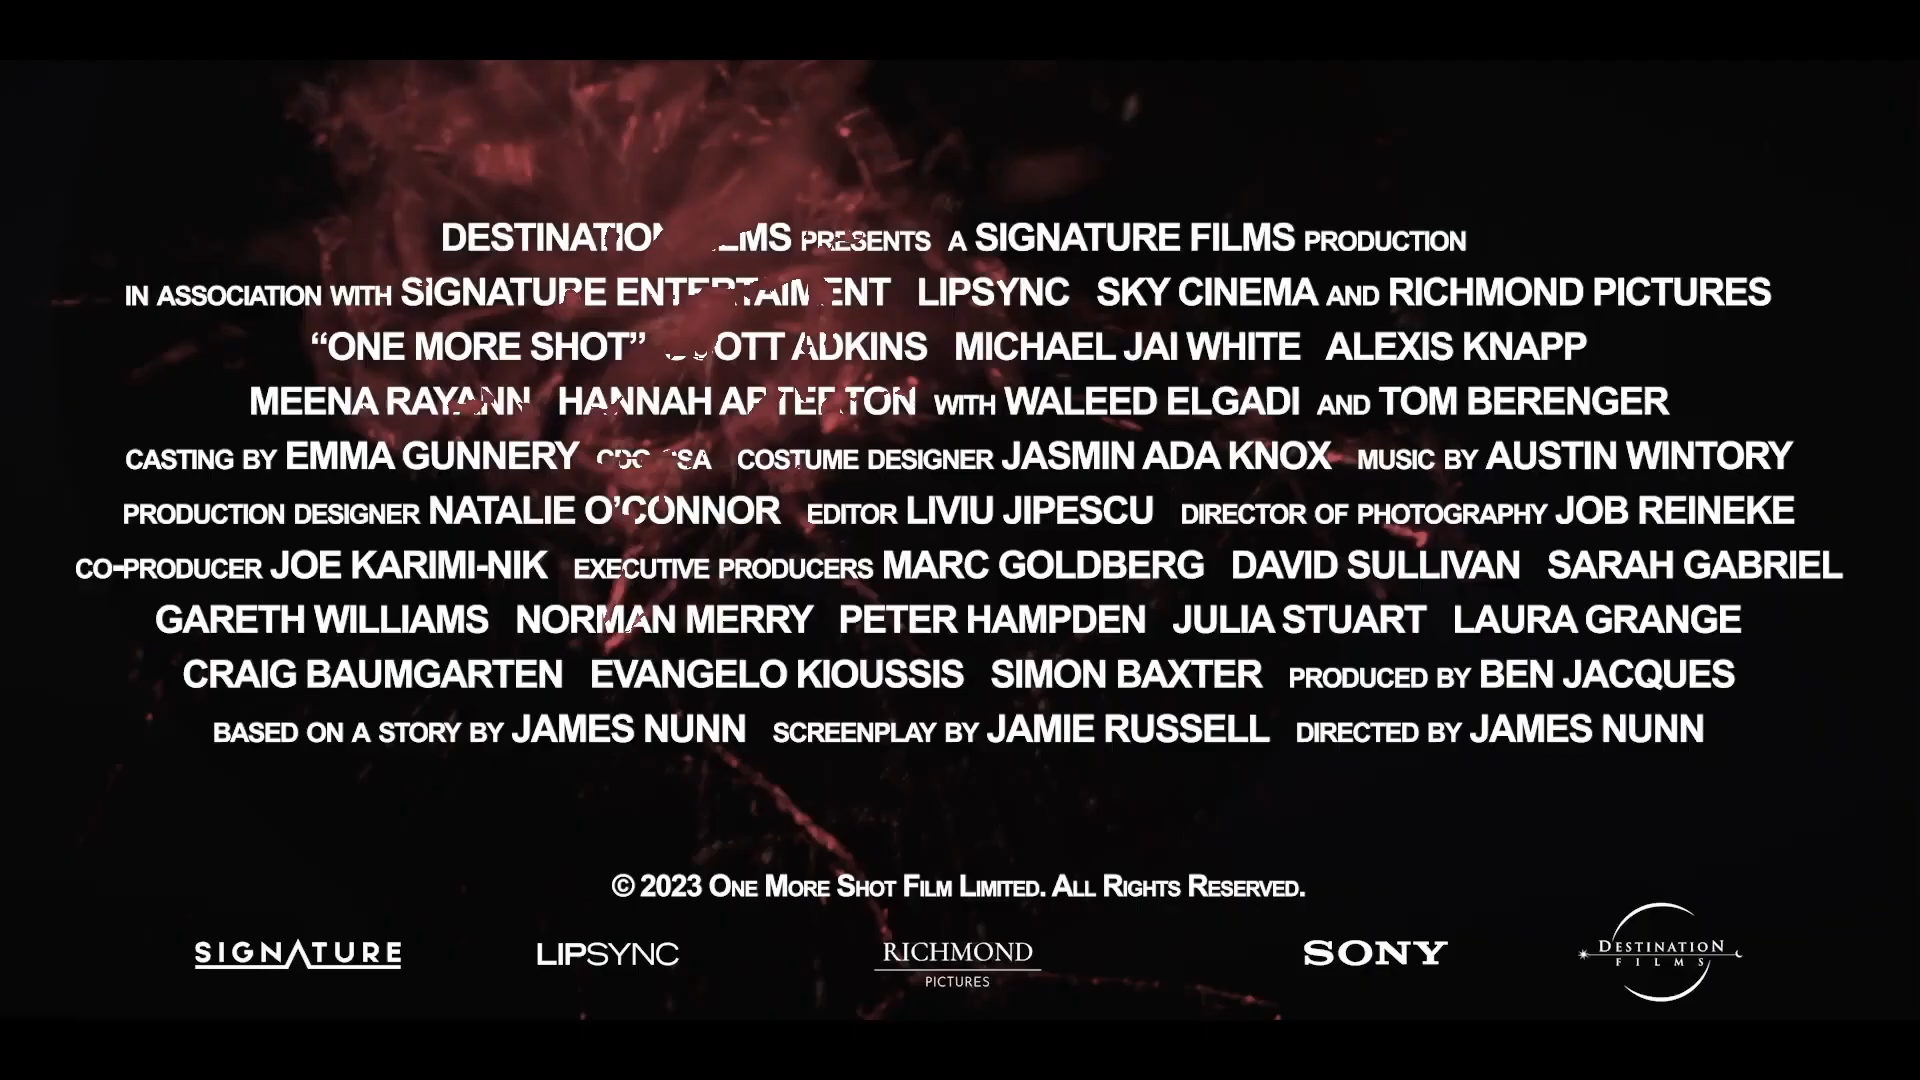 DESTINATION FILMS PRESENTS A SIGNATURE FILMS PRODUCTION
IN ASSOCIATION WITH SIGNATURE ENTERTAINMENT LIPSYNC SKY CINEMA AND RICHMOND PICTURES
“ONE MORE SHOT” SCOTT ADKINS MICHAEL JAI WHITE ALEXIS KNAPP
MEENA RAYANN HANNAH ARTERTON WITH WALEED ELGADI AND TOM BERENGER
CASTING BY EMMA GUNNERY CDG CSA COSTUME DESIGNER JASMIN ADA KNOX MUSIC BY AUSTIN WINTORY
PRODUCTION DESIGNER NATALIE O’CONNOR EDITOR LIVIU JIPESCU DIRECTOR OF PHOTOGRAPHY JOB REINEKE
CO-PRODUCER JOE KARIMI-NIK EXECUTIVE PRODUCERS MARC GOLDBERG DAVID SULLIVAN SARAH GABRIEL
GARETH WILLIAMS NORMAN MERRY PETER HAMPDEN JULIA STUART LAURA GRANGE
CRAIG BAUMGARTEN EVANGELO KIOUSSIS SIMON BAXTER PRODUCED BY BEN JACQUES
BASED ON A STORY BY JAMES NUNN SCREENPLAY BY JAMIE RUSSELL DIRECTED BY JAMES NUNN
© 2023 ONE MORE SHOT FILM LIMITED. ALL RIGHTS RESERVED.
SIGNATURE
LIPSYNC
RICHMOND
PICTURES
SONY
DESTINATION
FILMS